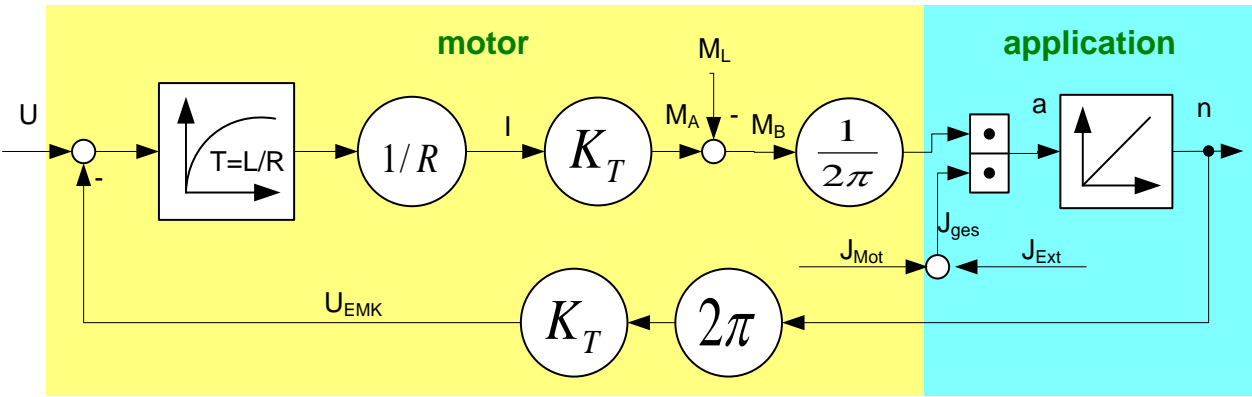 motor
application
M_L
U
T=L/R
1/R
I
K_T
M_A
-
M_B
1
2π
a
n
-
J_ges
J_Mot
J_Ext
U_EMK
K_T
2π